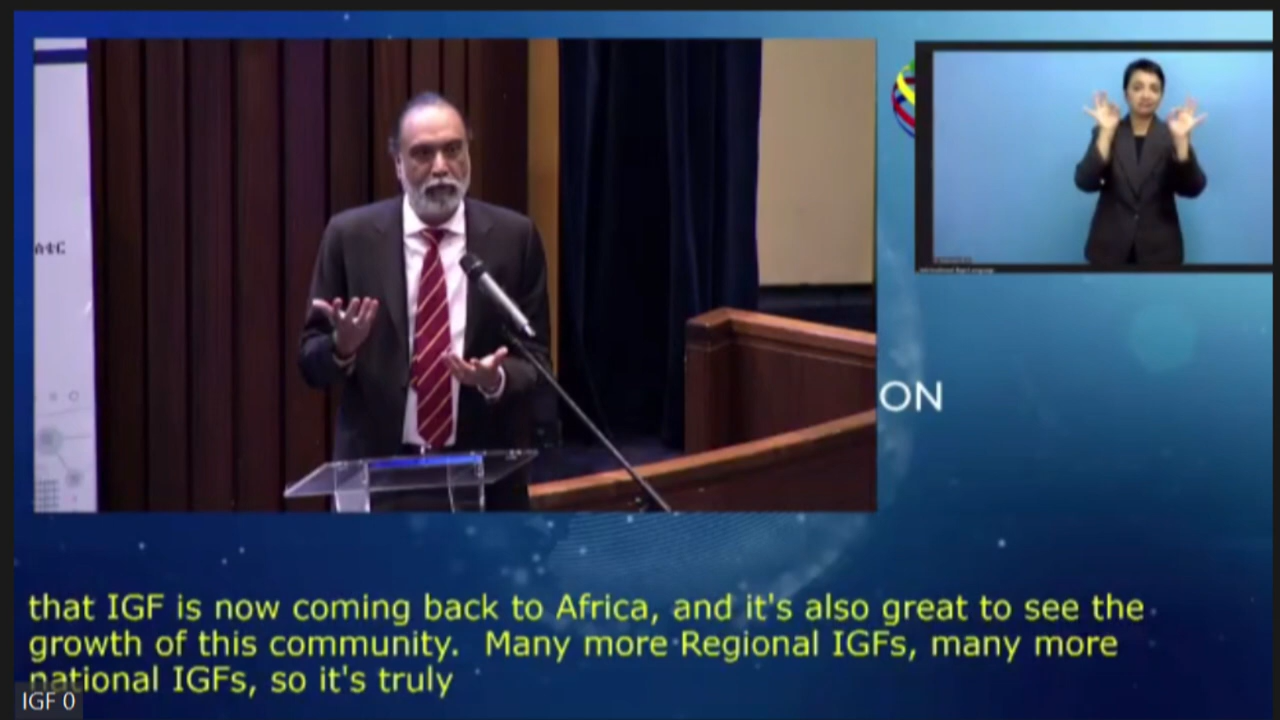 ON
that IGF is now coming back to Africa, and it's also great to see the
growth of this community.  Many more Regional IGFs, many more
national IGFs, so it's truly
IGF 0